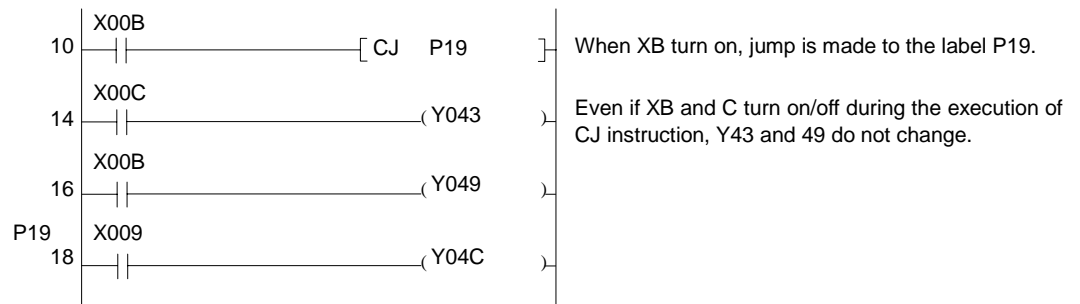 X00B
10 CJ P19 When XB turn on, jump is made to the label P19.
X00C
14 Y043 Even if XB and C turn on/off during the execution of
CJ instruction, Y43 and 49 do not change.
X00B
16 Y049
P19 X009
18 Y04C